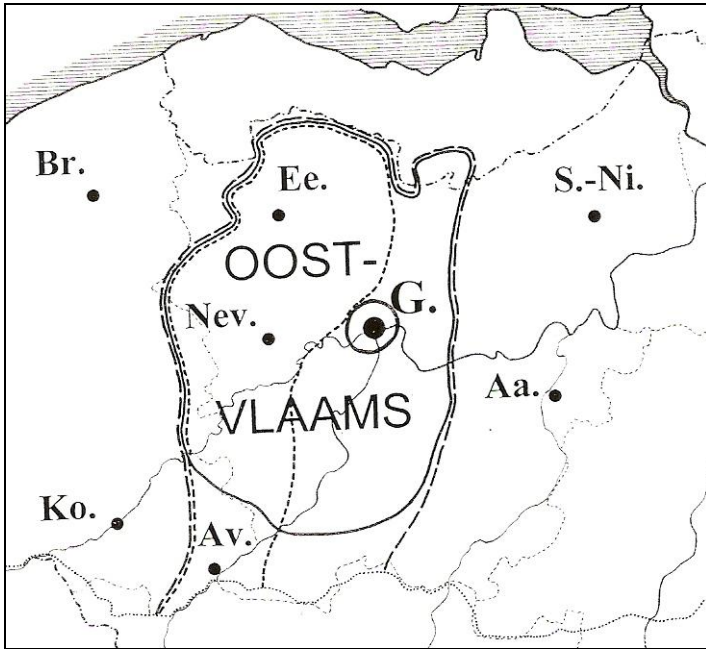 Br.
Ee.
S.-Ni.
OOST-
G.
Nev.
Aa.
VLAAMS
Ko.
Av.